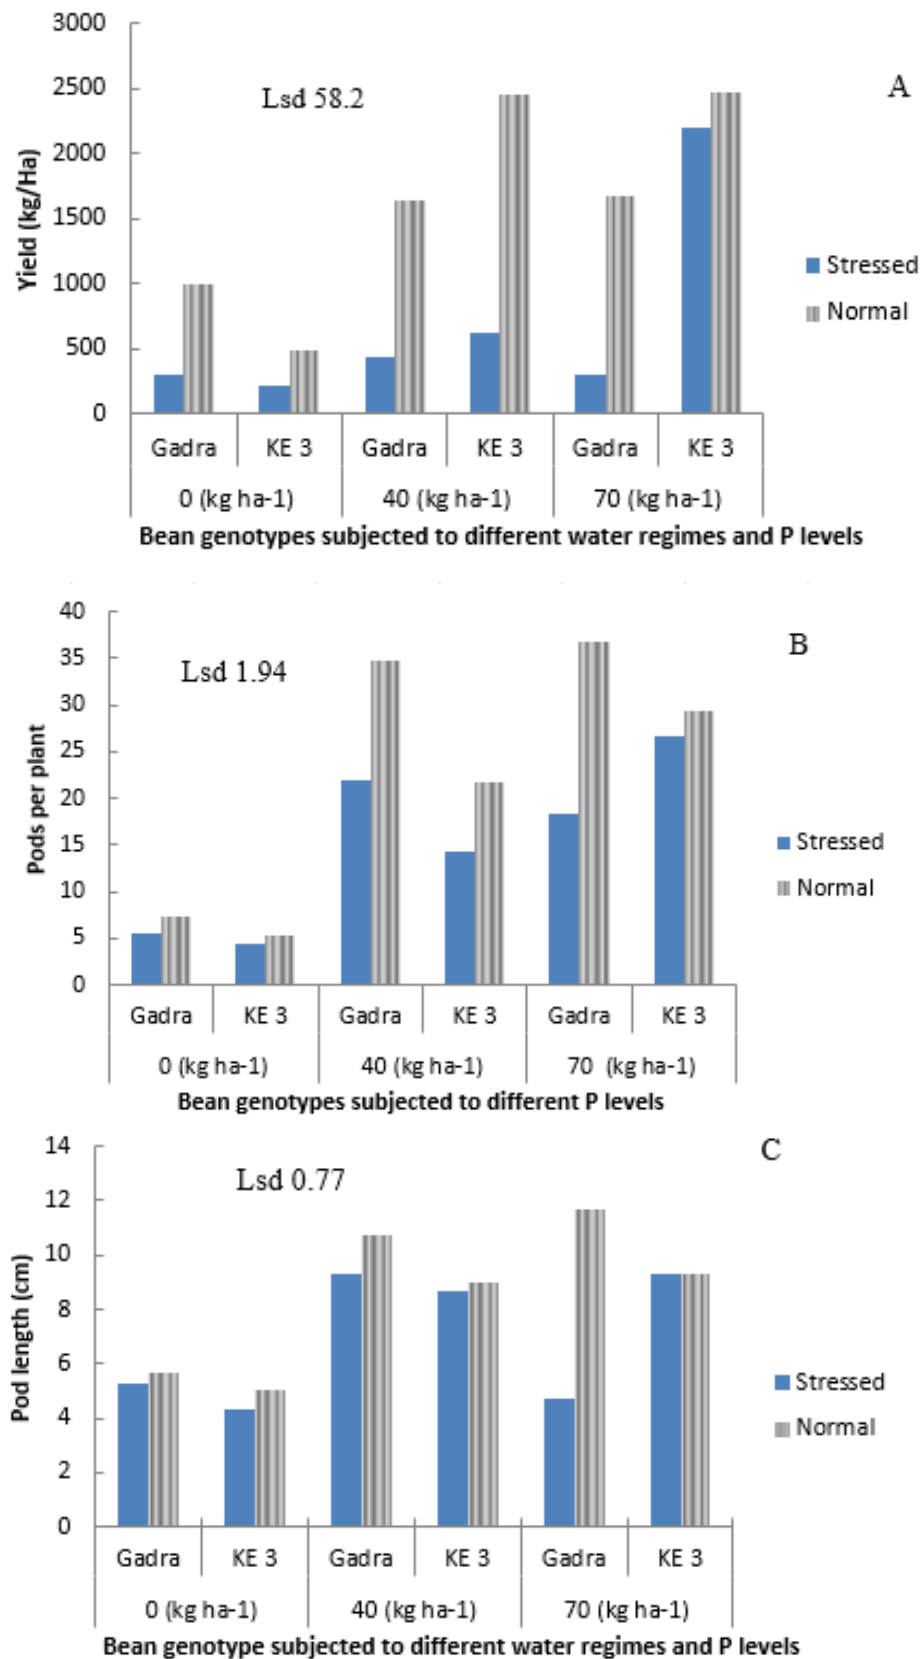 3000
2500
2000
1500
1000
500
0
Yield (kg/Ha)
Lsd 58.2
A
Stressed
Normal
Gadra KE 3 Gadra KE 3 Gadra KE 3
0 (kg ha-1) 40 (kg ha-1) 70 (kg ha-1)
Bean genotypes subjected to different water regimes and P levels
40
35
30
25
20
15
10
5
0
Pods per plant
Lsd 1.94
B
Stressed
Normal
Gadra KE 3 Gadra KE 3 Gadra KE 3
0 (kg ha-1) 40 (kg ha-1) 70 (kg ha-1)
Bean genotypes subjected to different P levels
14
12
10
8
6
4
2
0
Pod length (cm)
Lsd 0.77
C
Stressed
Normal
Gadra KE 3 Gadra KE 3 Gadra KE 3
0 (kg ha-1) 40 (kg ha-1) 70 (kg ha-1)
Bean genotype subjected to different water regimes and P levels